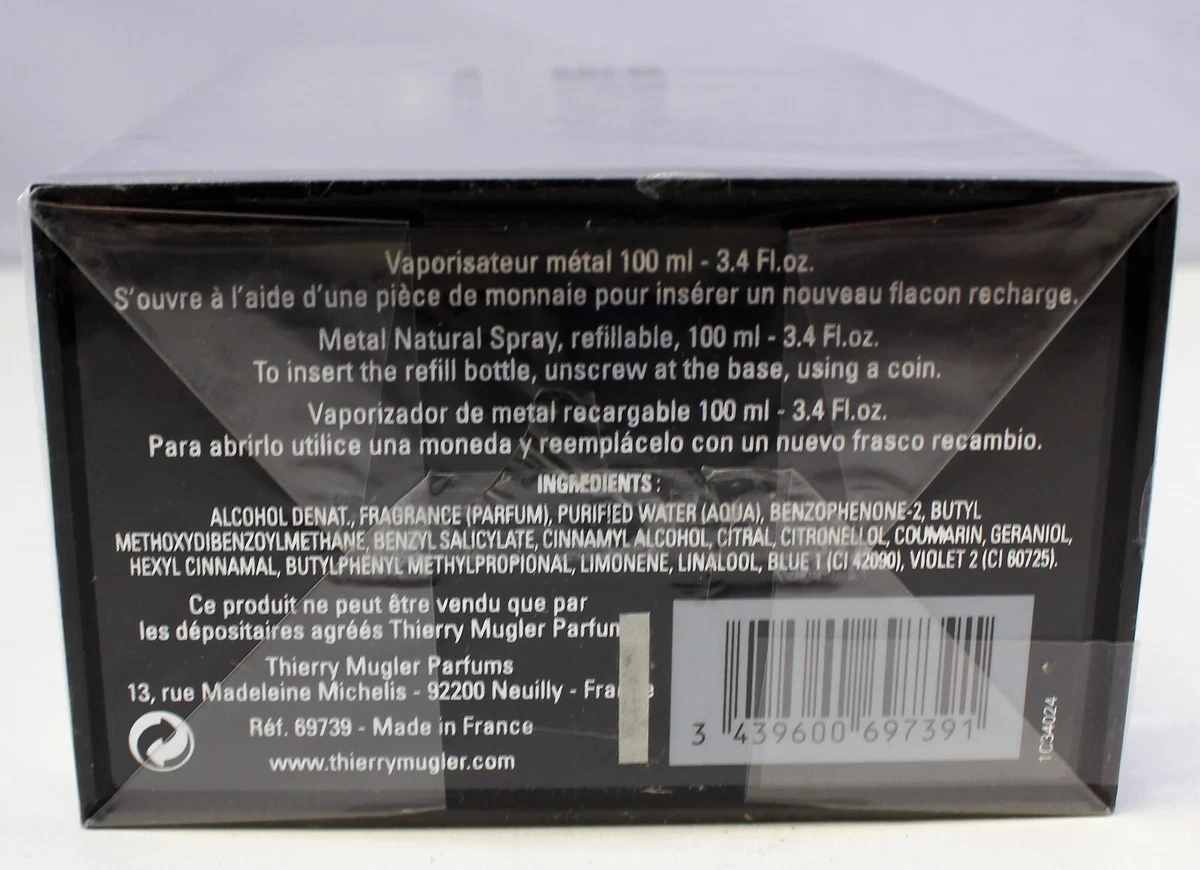 Vaporisateur métal 100 ml - 3.4 Fl.oz.
S'ouvre à l'aide d'une pièce de monnaie pour insérer un nouveau flacon recharge.
Metal Natural Spray, refillable, 100 ml - 3.4 Fl.oz.
To insert the refill bottle, unscrew at the base, using a coin.
Vaporizador de metal recargable 100 ml - 3.4 Fl.oz.
Para abrirlo utilice una moneda y reemplácelo con un nuevo frasco recambio.
INGREDIENTS :
ALCOHOL DENAT., FRAGRANCE (PARFUM), PURIFIED WATER (AQUA), BENZOPHENONE-2, BUTYL
METHOXYDIBENZOYLMETHANE, BENZYL SALICYLATE, CINNAMYL ALCOHOL, CITRAL, CITRONELLOL, COUMARIN, GERANIOL,
HEXYL CINNAMAL, BUTYLPHENYL METHYLPROPIONAL, LIMONENE, LINALOOL, BLUE 1 (CI 42090), VIOLET 2 (CI 60725).
Ce produit ne peut être vendu que par
les dépositaires agréés Thierry Mugler Parfum
Thierry Mugler Parfums
13, rue Madeleine Michelis - 92200 Neuilly - France
Réf. 69739 - Made in France
www.thierrymugler.com
3 439600 697391
1C34024